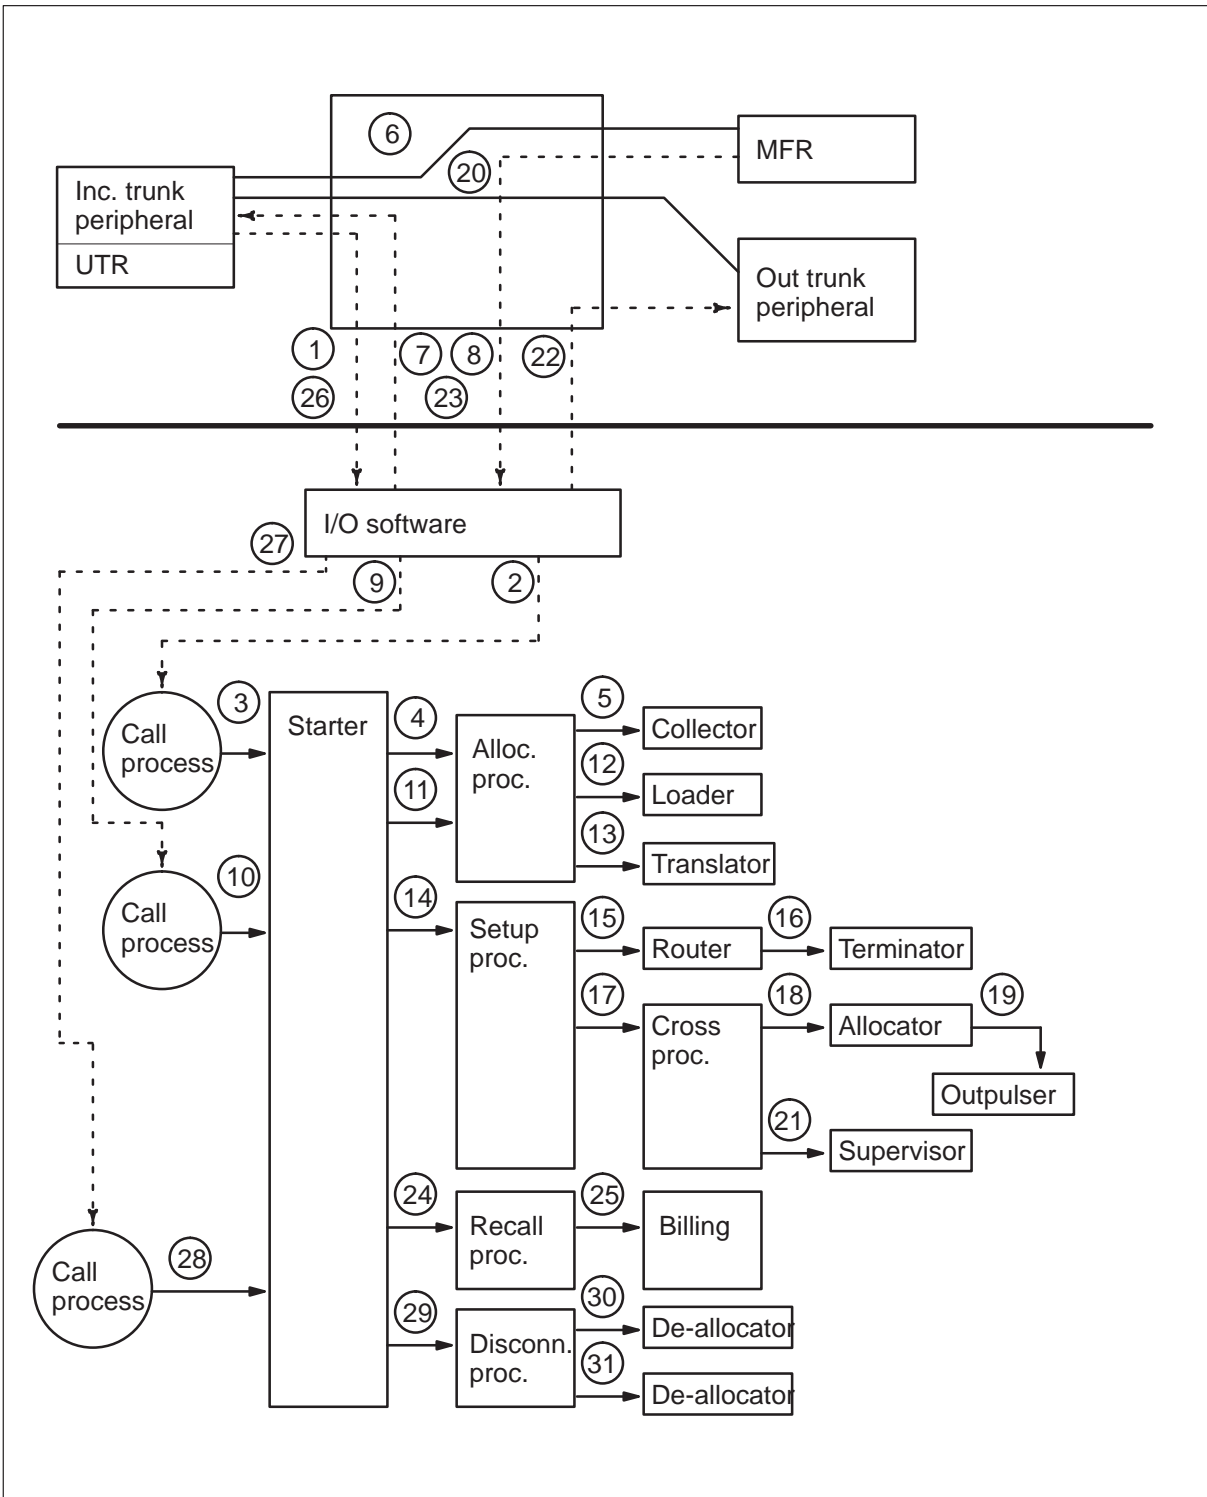 6
MFR
20
Inc. trunk
peripheral
UTR
Out trunk
peripheral
1
7
8
22
26
23
I/O software
27
9
2
3
Call
process
Starter
4
5
Collector
Alloc.
proc.
12
Loader
11
13
Translator
10
Call
process
14
Setup
proc.
15
Router
16
Terminator
17
Cross
proc.
18
Allocator
19
Outpulser
21
Supervisor
24
Recall
proc.
25
Billing
28
Call
process
29
Disconn.
proc.
30
De-allocator
31
De-allocator